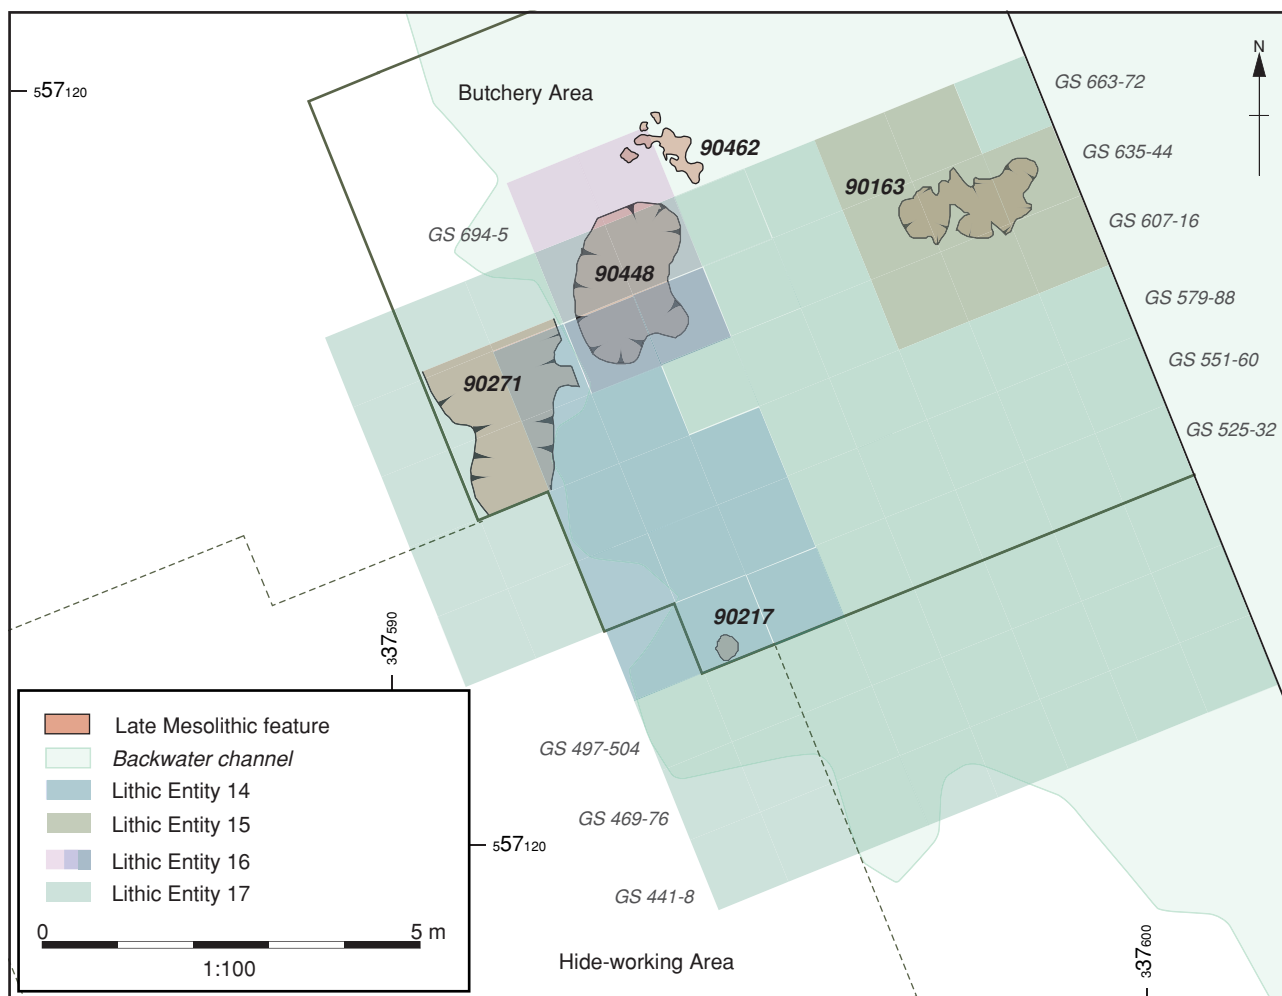 N
557120
Butchery Area
GS 663-72
90462
GS 635-44
90163
GS 607-16
GS 694-5
90448
GS 579-88
GS 551-60
90271
GS 525-32
90217
337590
GS 497-504
GS 469-76
557120
GS 441-8
Hide-working Area
337600
Late Mesolithic feature
Backwater channel
Lithic Entity 14
Lithic Entity 15
Lithic Entity 16
Lithic Entity 17
0 5 m
1:100